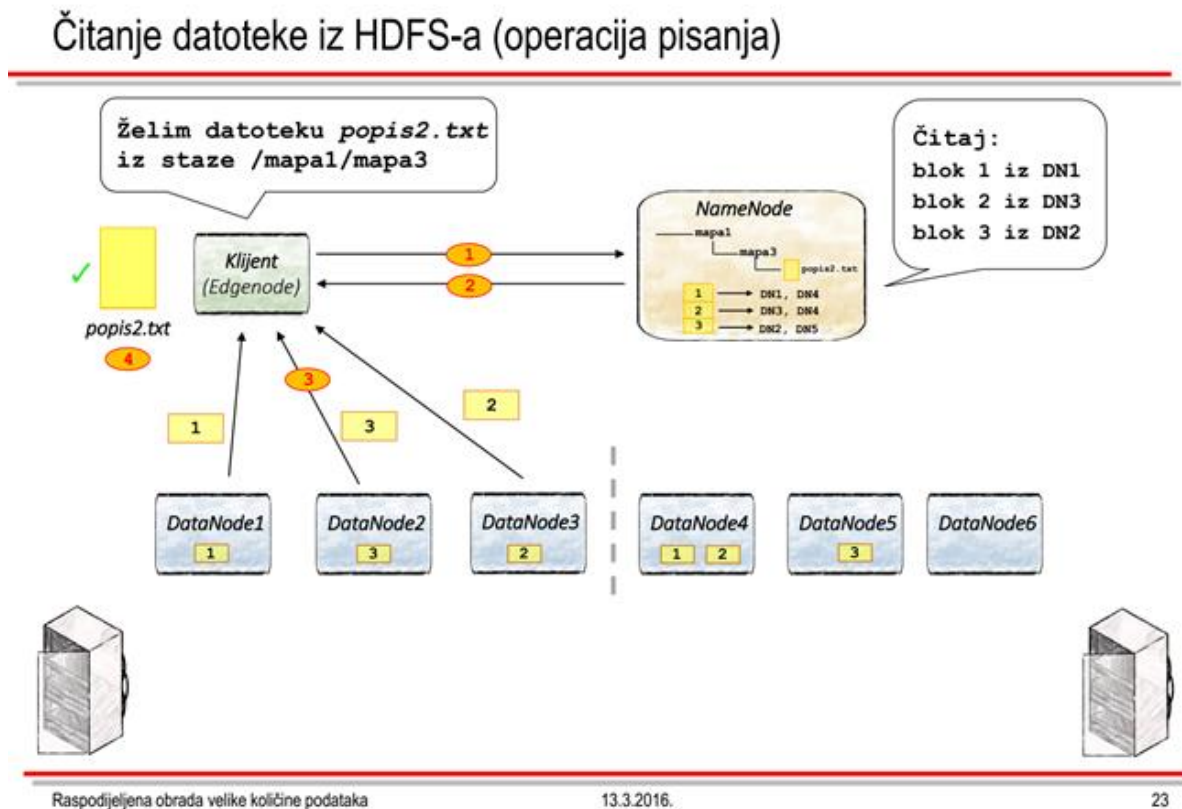 Čitanje datoteke iz HDFS-a (operacija pisanja)
Želim datoteku popis2.txt
iz staze /mapa1/mapa3
Čitaj:
blok 1 iz DN1
blok 2 iz DN3
blok 3 iz DN2
NameNode
mapa1
mapa3
popis2.txt
1 DN1, DN4
2 DN3, DN4
3 DN2, DN5
Klijent
(Edgenode)
1
2
popis2.txt
4
3
1
3
2
DataNode1
1
DataNode2
3
DataNode3
2
DataNode4
1 2
DataNode5
3
DataNode6
Raspodijeljena obrada velike količine podataka
13.3.2016.
23